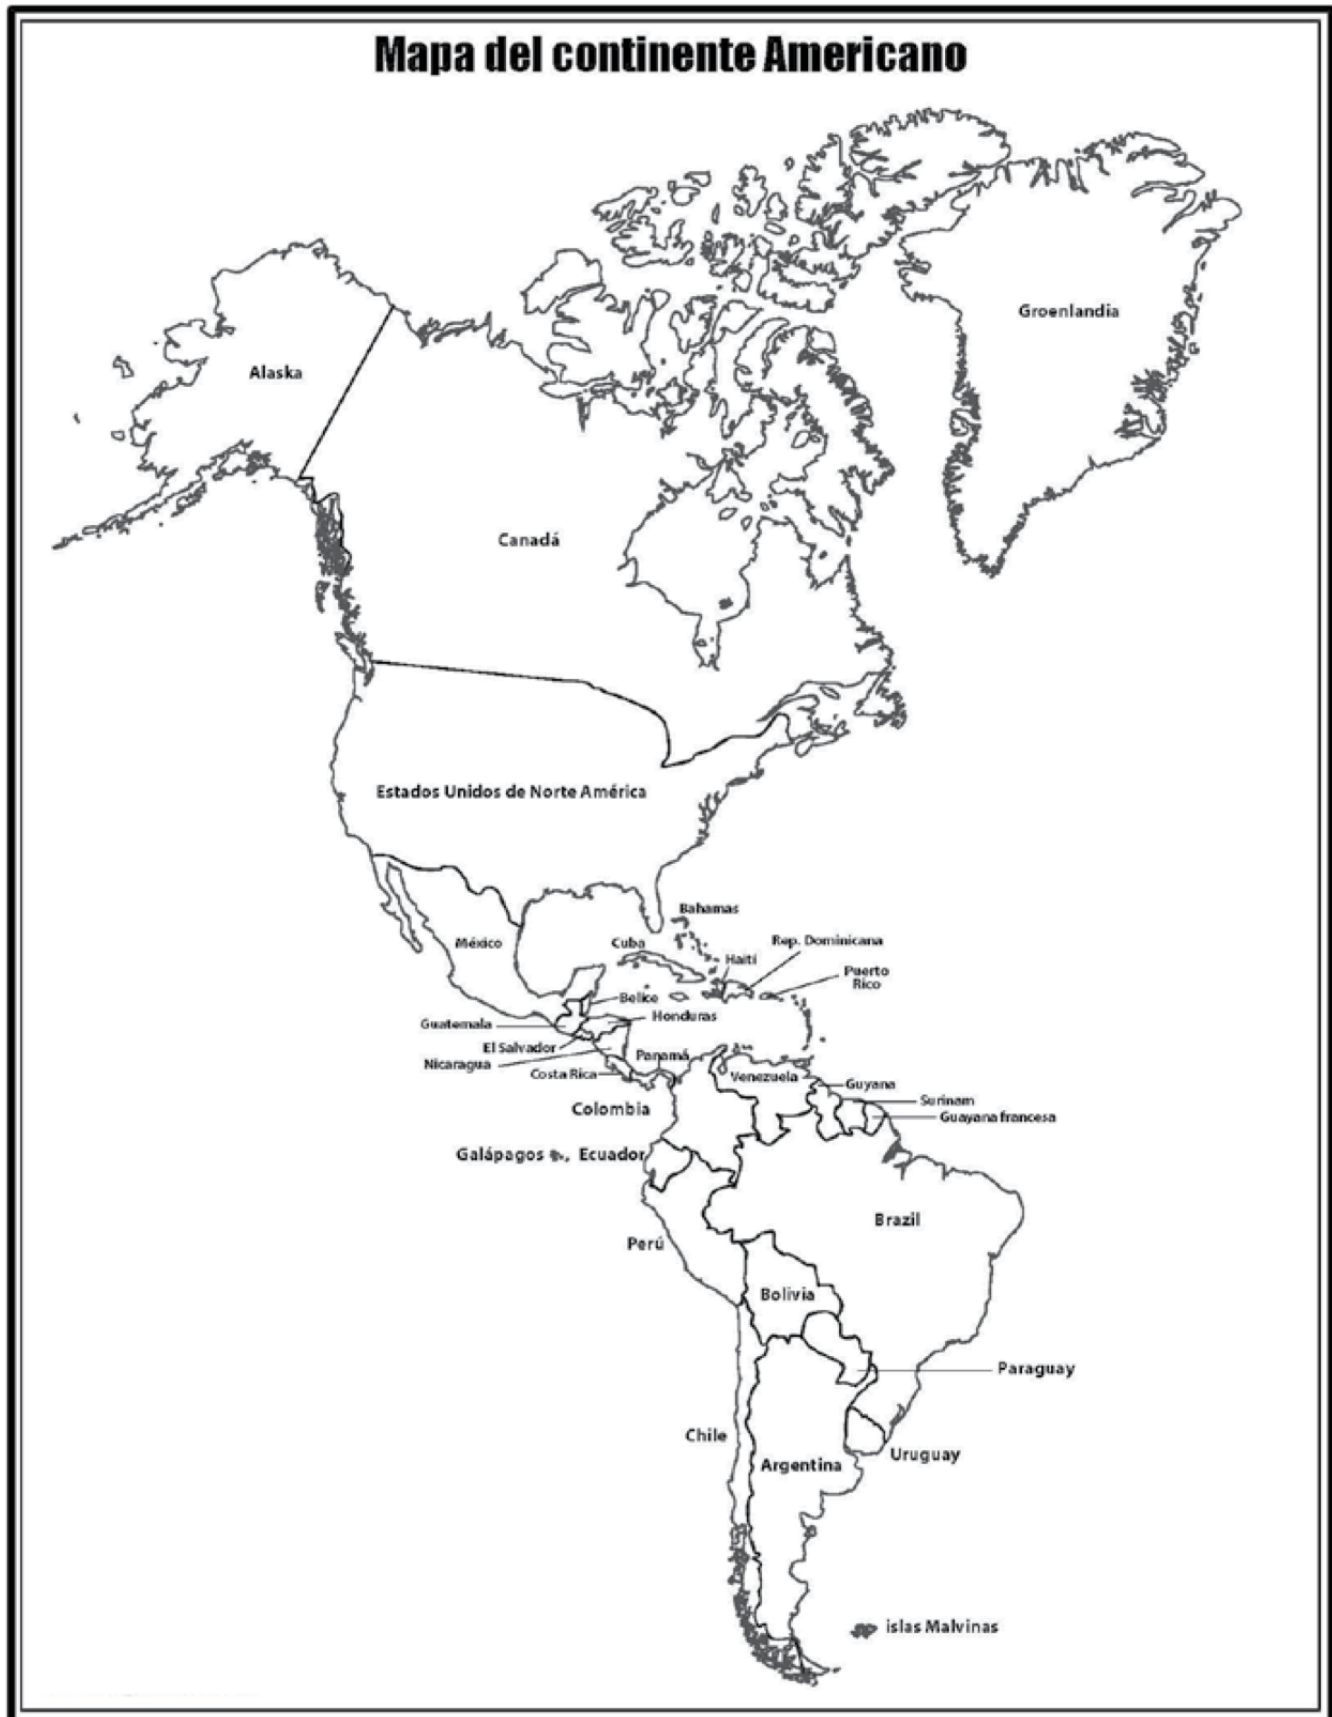 Mapa del continente Americano
Groenlandia
Alaska
Canadá
Estados Unidos de Norte América
Bahamas
México
Cuba
Rep. Dominicana
Haití
Puerto
Rico
Belice
Honduras
Guatemala
El Salvador
Nicaragua
Panamá
Costa Rica
Venezuela
Guyana
Surinam
Colombia
Guayana francesa
Galápagos
Ecuador
Brazil
Perú
Bolivia
Paraguay
Chile
Uruguay
Argentina
islas Malvinas